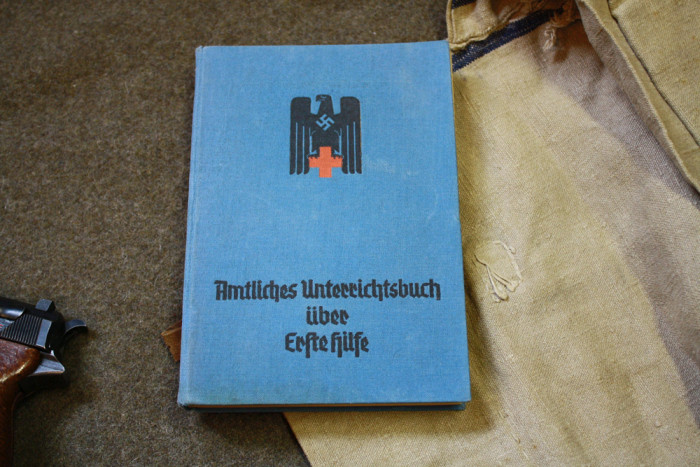 Amtliches Unterrichtsbuch
über
Erste Hilfe